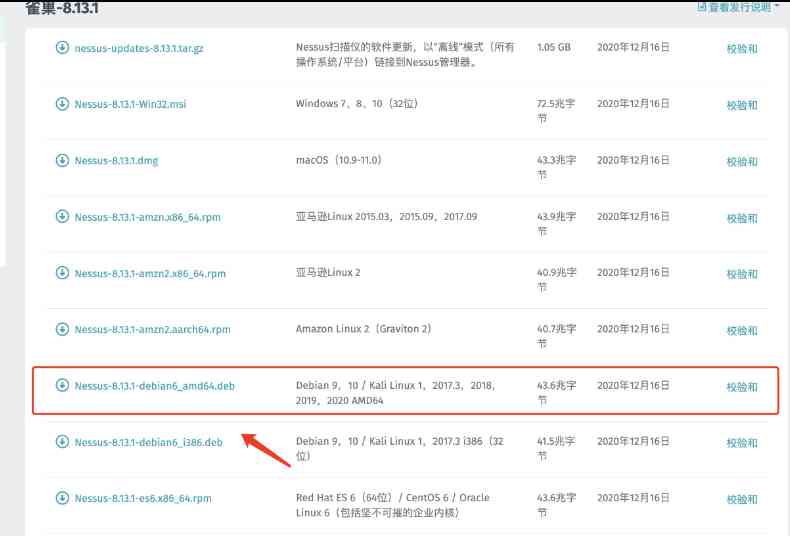 雀巢-8.13.1
查看发行说明
nessus-updates-8.13.1.tar.gz
Nessus扫描仪的软件更新，以"离线"模式（所有
操作系统/平台）链接到Nessus管理器。
1.05 GB
2020年12月16日
校验和
Nessus-8.13.1-Win32.msi
Windows 7、8、10（32位）
72.5兆字
节
2020年12月16日
校验和
Nessus-8.13.1.dmg
macOS（10.9-11.0）
43.3兆字
节
2020年12月16日
校验和
Nessus-8.13.1-amzn.x86_64.rpm
亚马逊Linux 2015.03，2015.09，2017.09
43.9兆字
节
2020年12月16日
校验和
Nessus-8.13.1-amzn2.x86_64.rpm
亚马逊Linux 2
40.9兆字
节
2020年12月16日
校验和
Nessus-8.13.1-amzn2.aarch64.rpm
Amazon Linux 2（Graviton 2）
40.7兆字
节
2020年12月16日
校验和
Nessus-8.13.1-debian6_amd64.deb
Debian 9，10 / Kali Linux 1，2017.3，2018，
2019，2020 AMD64
43.6兆字
节
2020年12月16日
校验和
Nessus-8.13.1-debian6_i386.deb
Debian 9，10 / Kali Linux 1，2017.3 i386（32
位）
41.5兆字
节
2020年12月16日
校验和
Nessus-8.13.1-es6.x86_64.rpm
Red Hat ES 6（64位）/ CentOS 6 / Oracle
Linux 6（包括坚不可摧的企业内核）
43.6兆字
节
2020年12月16日
校验和